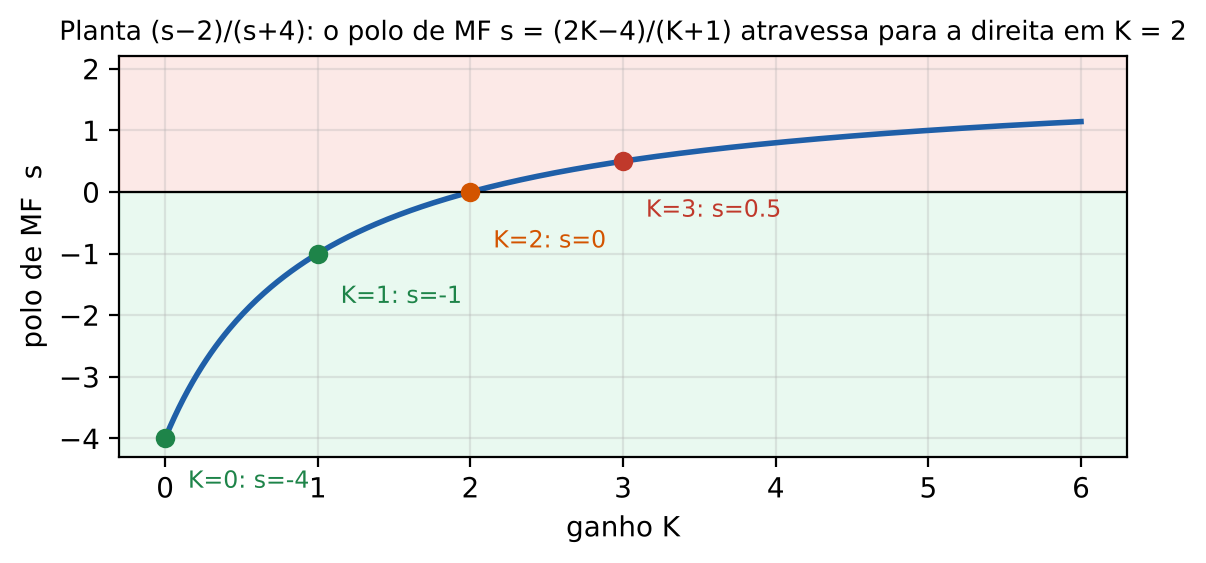 Planta (s−2)/(s+4): o polo de MF s = (2K−4)/(K+1) atravessa para a direita em K = 2
2
1
0
−1
−2
−3
−4
polo de MF  s
K=3: s=0.5
K=2: s=0
K=1: s=-1
K=0: s=-4
0 1 2 3 4 5 6
ganho K